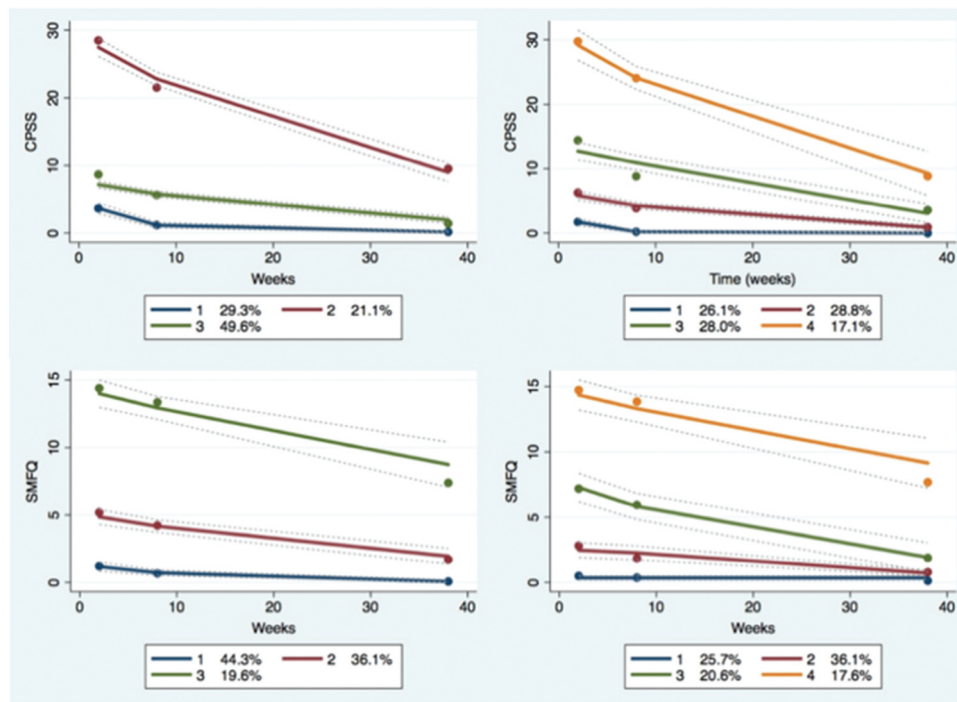 30
20
10
0
CPSS
0 10 20 30 40
Weeks
1 29.3% 2 21.1%
3 49.6%
30
20
10
0
CPSS
0 10 20 30 40
Time (weeks)
1 26.1% 2 28.8%
3 28.0% 4 17.1%
15
10
5
0
SMFQ
0 10 20 30 40
Weeks
1 44.3% 2 36.1%
3 19.6%
15
10
5
0
SMFQ
0 10 20 30 40
Weeks
1 25.7% 2 36.1%
3 20.6% 4 17.6%